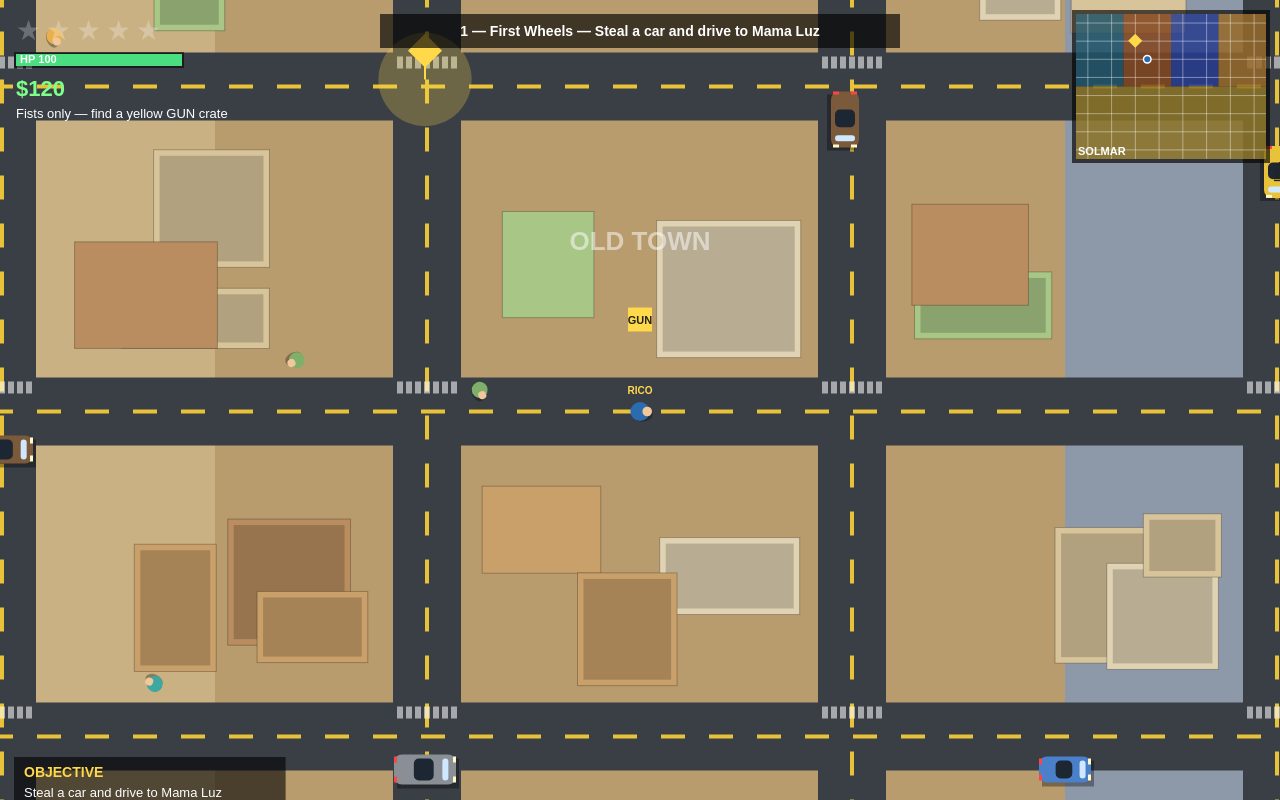 1 — First Wheels — Steal a car and drive to Mama Luz
HP 100
$120
Fists only — find a yellow GUN crate
SOLMAR
OLD TOWN
GUN
RICO
OBJECTIVE
Steal a car and drive to Mama Luz